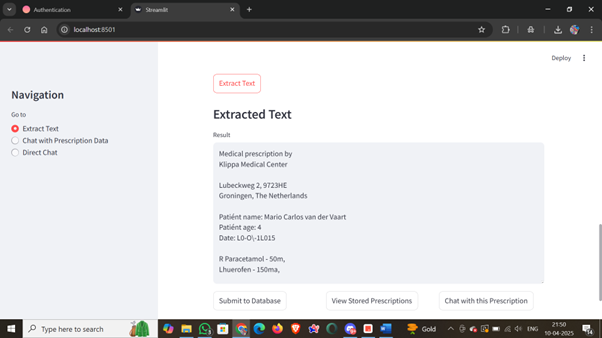 Authentication
Streamlit
localhost:8501
Deploy
Navigation
Go to
Extract Text
Chat with Prescription Data
Direct Chat
Extract Text
Extracted Text
Result
Medical prescription by
Klippa Medical Center
Lubeckweg 2, 9723HE
Groningen, The Netherlands
Patiént name: Mario Carlos van der Vaart
Patiént age: 4
Date: L0-O\-1L015
R Paracetamol - 50m,
Lhuerofen - 150ma,
Submit to Database
View Stored Prescriptions
Chat with this Prescription
Type here to search
Gold
ENG
21:50
10-04-2025